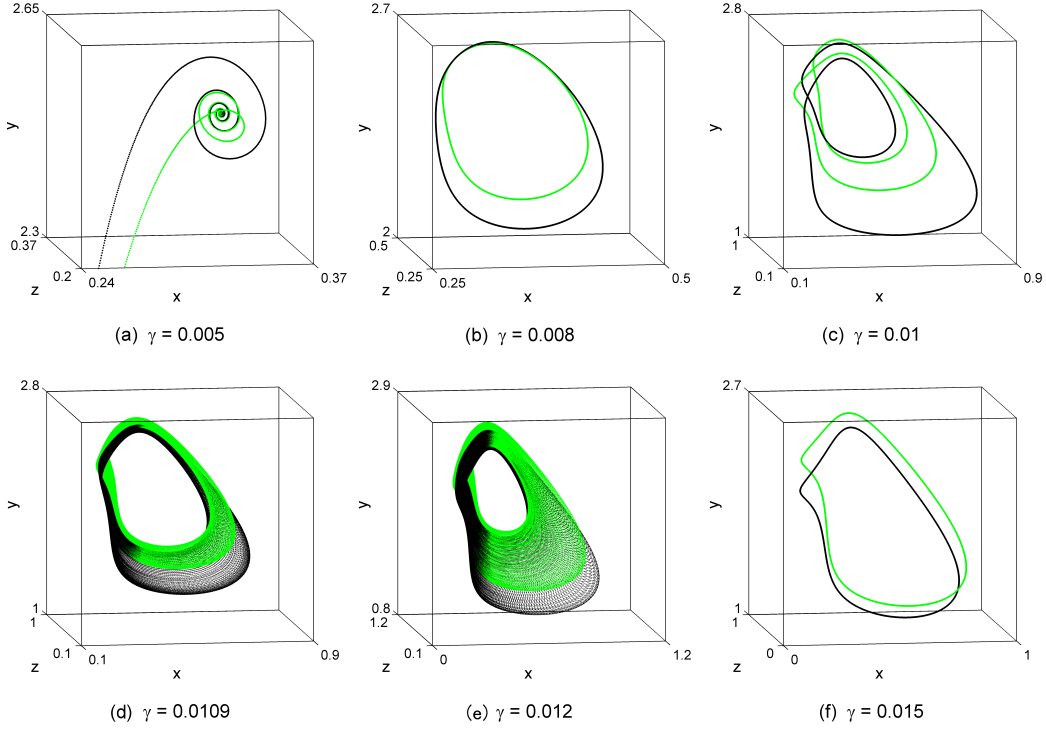 2.65
y
2.3
0.37
z
0.2
0.24
x
0.37
(a) γ = 0.005
2.7
y
2
0.5
z
0.25
0.25
x
0.5
(b) γ = 0.008
2.8
y
1
1
z
0.1
0.1
x
0.9
(c) γ = 0.01
2.8
y
1
1
z
0.1
0.1
x
0.9
(d) γ = 0.0109
2.9
y
0.8
1.2
z
0.1
0
x
1.2
(e) γ = 0.012
2.7
y
1
1
z
0
0
x
1
(f) γ = 0.015